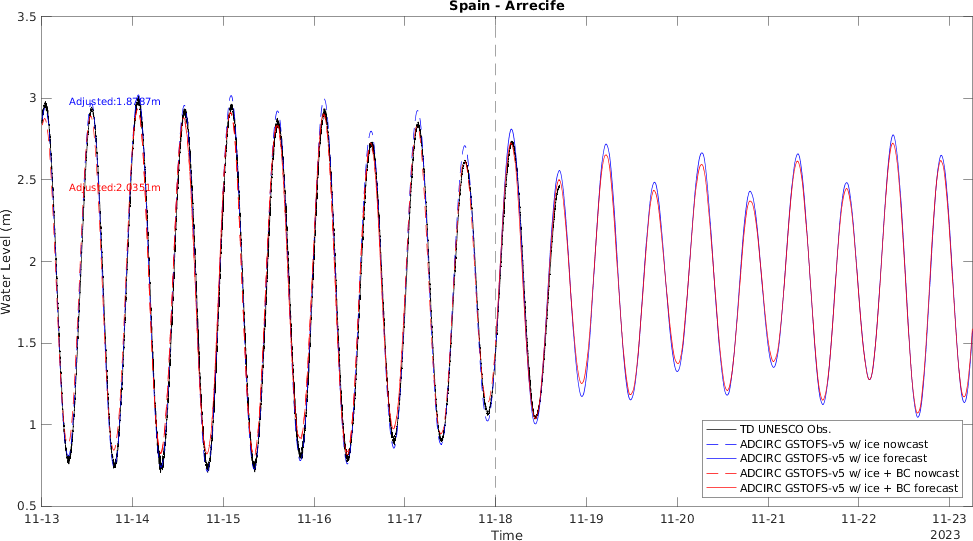 Spain - Arrecife
3.5
3
2.5
2
1.5
1
0.5
Water Level (m)
Adjusted:1.8787m
Adjusted:2.0351m
TD UNESCO Obs.
ADCIRC GSTOFS-v5 w/ ice nowcast
ADCIRC GSTOFS-v5 w/ ice forecast
ADCIRC GSTOFS-v5 w/ ice + BC nowcast
ADCIRC GSTOFS-v5 w/ ice + BC forecast
11-13 11-14 11-15 11-16 11-17 11-18 11-19 11-20 11-21 11-22 11-23
Time
2023